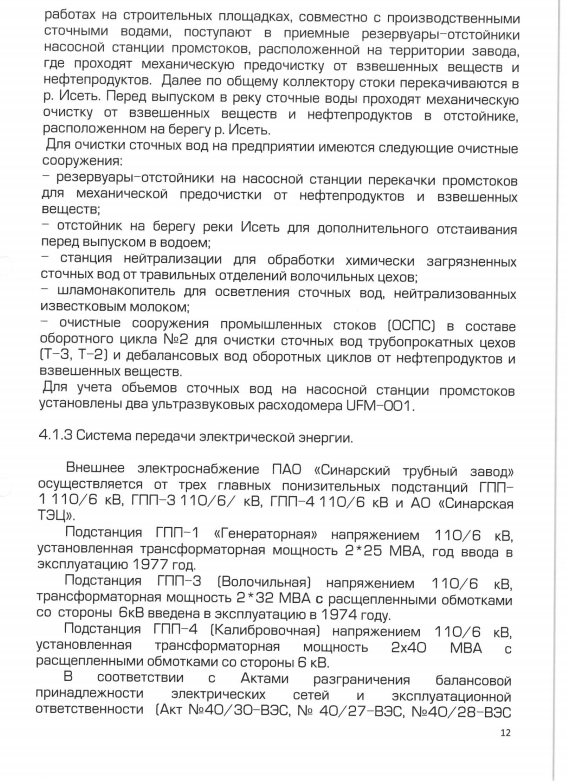 работах на строительных площадках, совместно с производственными
сточными водами, поступают в приемные резервуары-отстойники
насосной станции промстоков, расположенной на территории завода,
где проходят механическую предочистку от взвешенных веществ и
нефтепродуктов. Далее по общему коллектору стоки перекачиваются в
р. Исеть. Перед выпуском в реку сточные воды проходят механическую
очистку от взвешенных веществ и нефтепродуктов в отстойнике,
расположенном на берегу р. Исеть.
Для очистки сточных вод на предприятии имеются следующие очистные
сооружения:
– резервуары-отстойники на насосной станции перекачки промстоков
для механической предочистки от нефтепродуктов и взвешенных
веществ;
– отстойник на берегу реки Исеть для дополнительного отстаивания
перед выпуском в водоем;
– станция нейтрализации для обработки химически загрязненных
сточных вод от травильных отделений волочильных цехов;
– шламонакопитель для осветления сточных вод, нейтрализованных
известковым молоком;
– очистные сооружения промышленных стоков (ОСПС) в составе
оборотного цикла №2 для очистки сточных вод трубопрокатных цехов
(Т-3, Т-2) и дебалансовых вод оборотных циклов от нефтепродуктов и
взвешенных веществ.
Для учета объемов сточных вод на насосной станции промстоков
установлены два ультразвуковых расходомера UFM-001.
4.1.3 Система передачи электрической энергии.
Внешнее электроснабжение ПАО «Синарский трубный завод»
осуществляется от трех главных понизительных подстанций ГПП-
1 110/6 кВ, ГПП-3 110/6/ кВ, ГПП-4 110/6 кВ и АО «Синарская
ТЭЦ».
Подстанция ГПП-1 «Генераторная» напряжением 110/6 кВ,
установленная трансформаторная мощность 2*25 МВА, год ввода в
эксплуатацию 1977 год.
Подстанция ГПП-3 (Волочильная) напряжением 110/6 кВ,
трансформаторная мощность 2*32 МВА с расщепленными обмотками
со стороны 6кВ введена в эксплуатацию в 1974 году.
Подстанция ГПП-4 (Калибровочная) напряжением 110/6 кВ,
установленная трансформаторная мощность 2х40 МВА с
расщепленными обмотками со стороны 6 кВ.
В соответствии с Актами разграничения балансовой
принадлежности электрических сетей и эксплуатационной
ответственности (Акт №40/30-ВЭС, № 40/27-ВЭС, №40/28-ВЭС
12